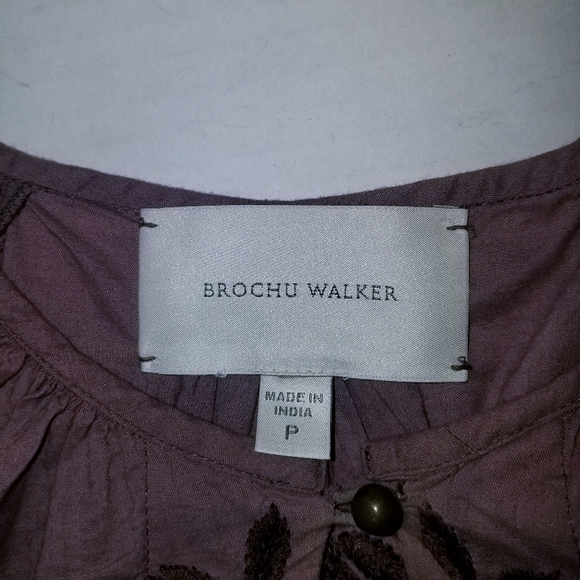 BROCHU WALKER
MADE IN
INDIA
P